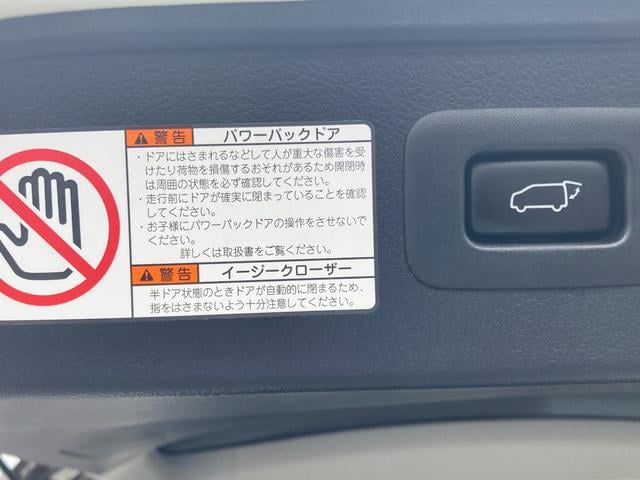 警告 パワーバックドア
・ドアにはさまれるなどして人が重大な傷害を受
けたり荷物を損傷するおそれがあるため開閉時
は周囲の状態を必ず確認してください。
・走行前にドアが確実に閉まっていることを確認
してください。
・お子様にパワーバックドアの操作をさせないで
ください。
詳しくは取扱書をご覧ください。
警告 イージークローザー
半ドア状態のときドアが自動的に閉まるため、
指をはさまないよう十分注意してください。